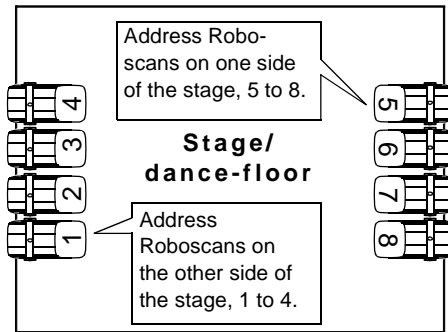 Address Robo-
scans on one side
of the stage, 5 to 8.
4
5
3
Stage/
6
dance-floor
2
7
Address
Roboscans on
the other side of
the stage, 1 to 4.
1
8